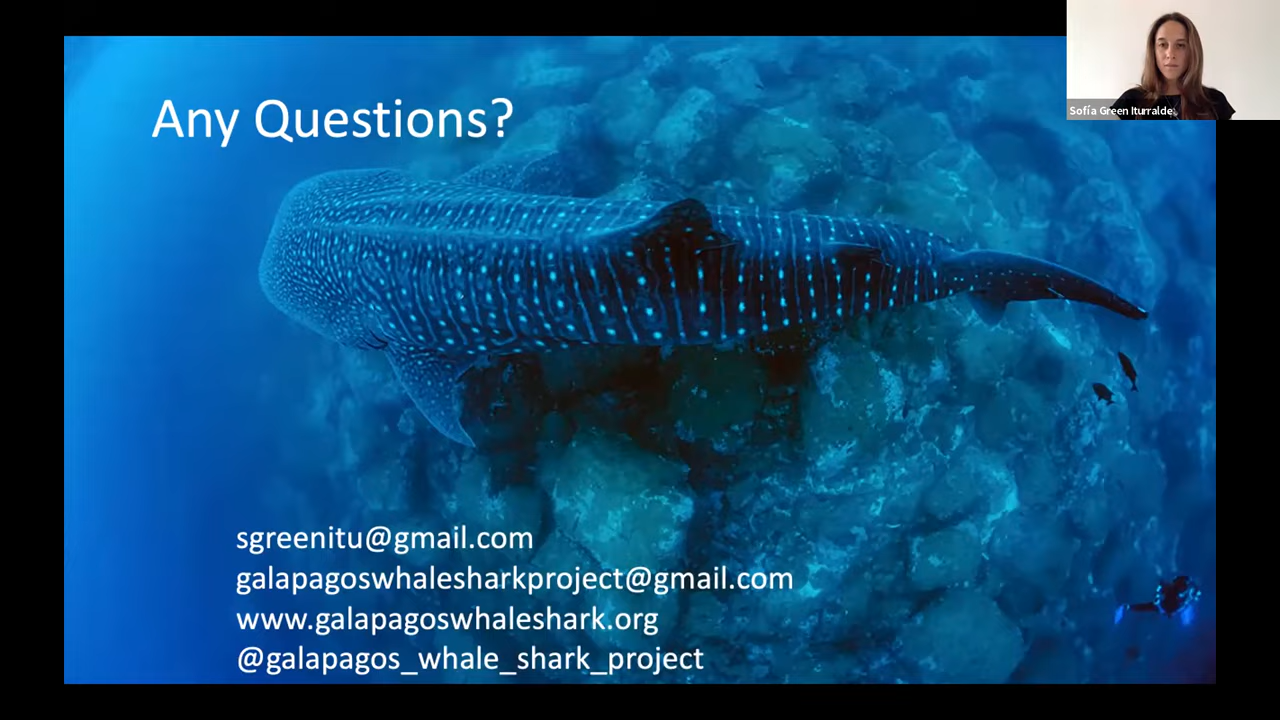 Any Questions?
Sofía Green Iturralde
sgreenitu@gmail.com
galapagoswhalesharkproject@gmail.com
www.galapagoswhaleshark.org
@galapagos_whale_shark_project